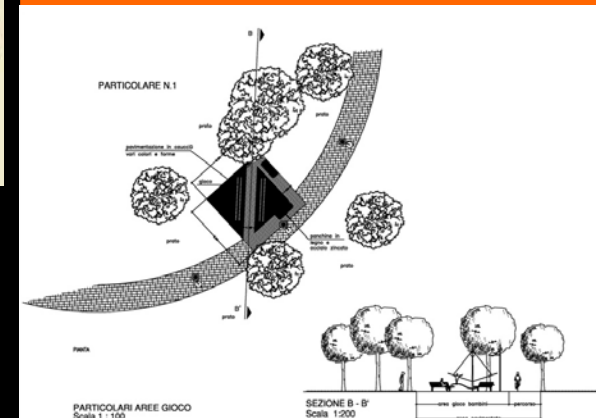 B
PARTICOLARE N.1
prato
prato
pavimentazione in caucciù
vari colori e forme
gioco
prato
prato
panchine in
legno e
acciaio zincato
prato
B'
prato
PIANTA
PARTICOLARI AREE GIOCO
Scala 1 : 100
SEZIONE B - B'
Scala 1:200
area gioco bambini
percorso